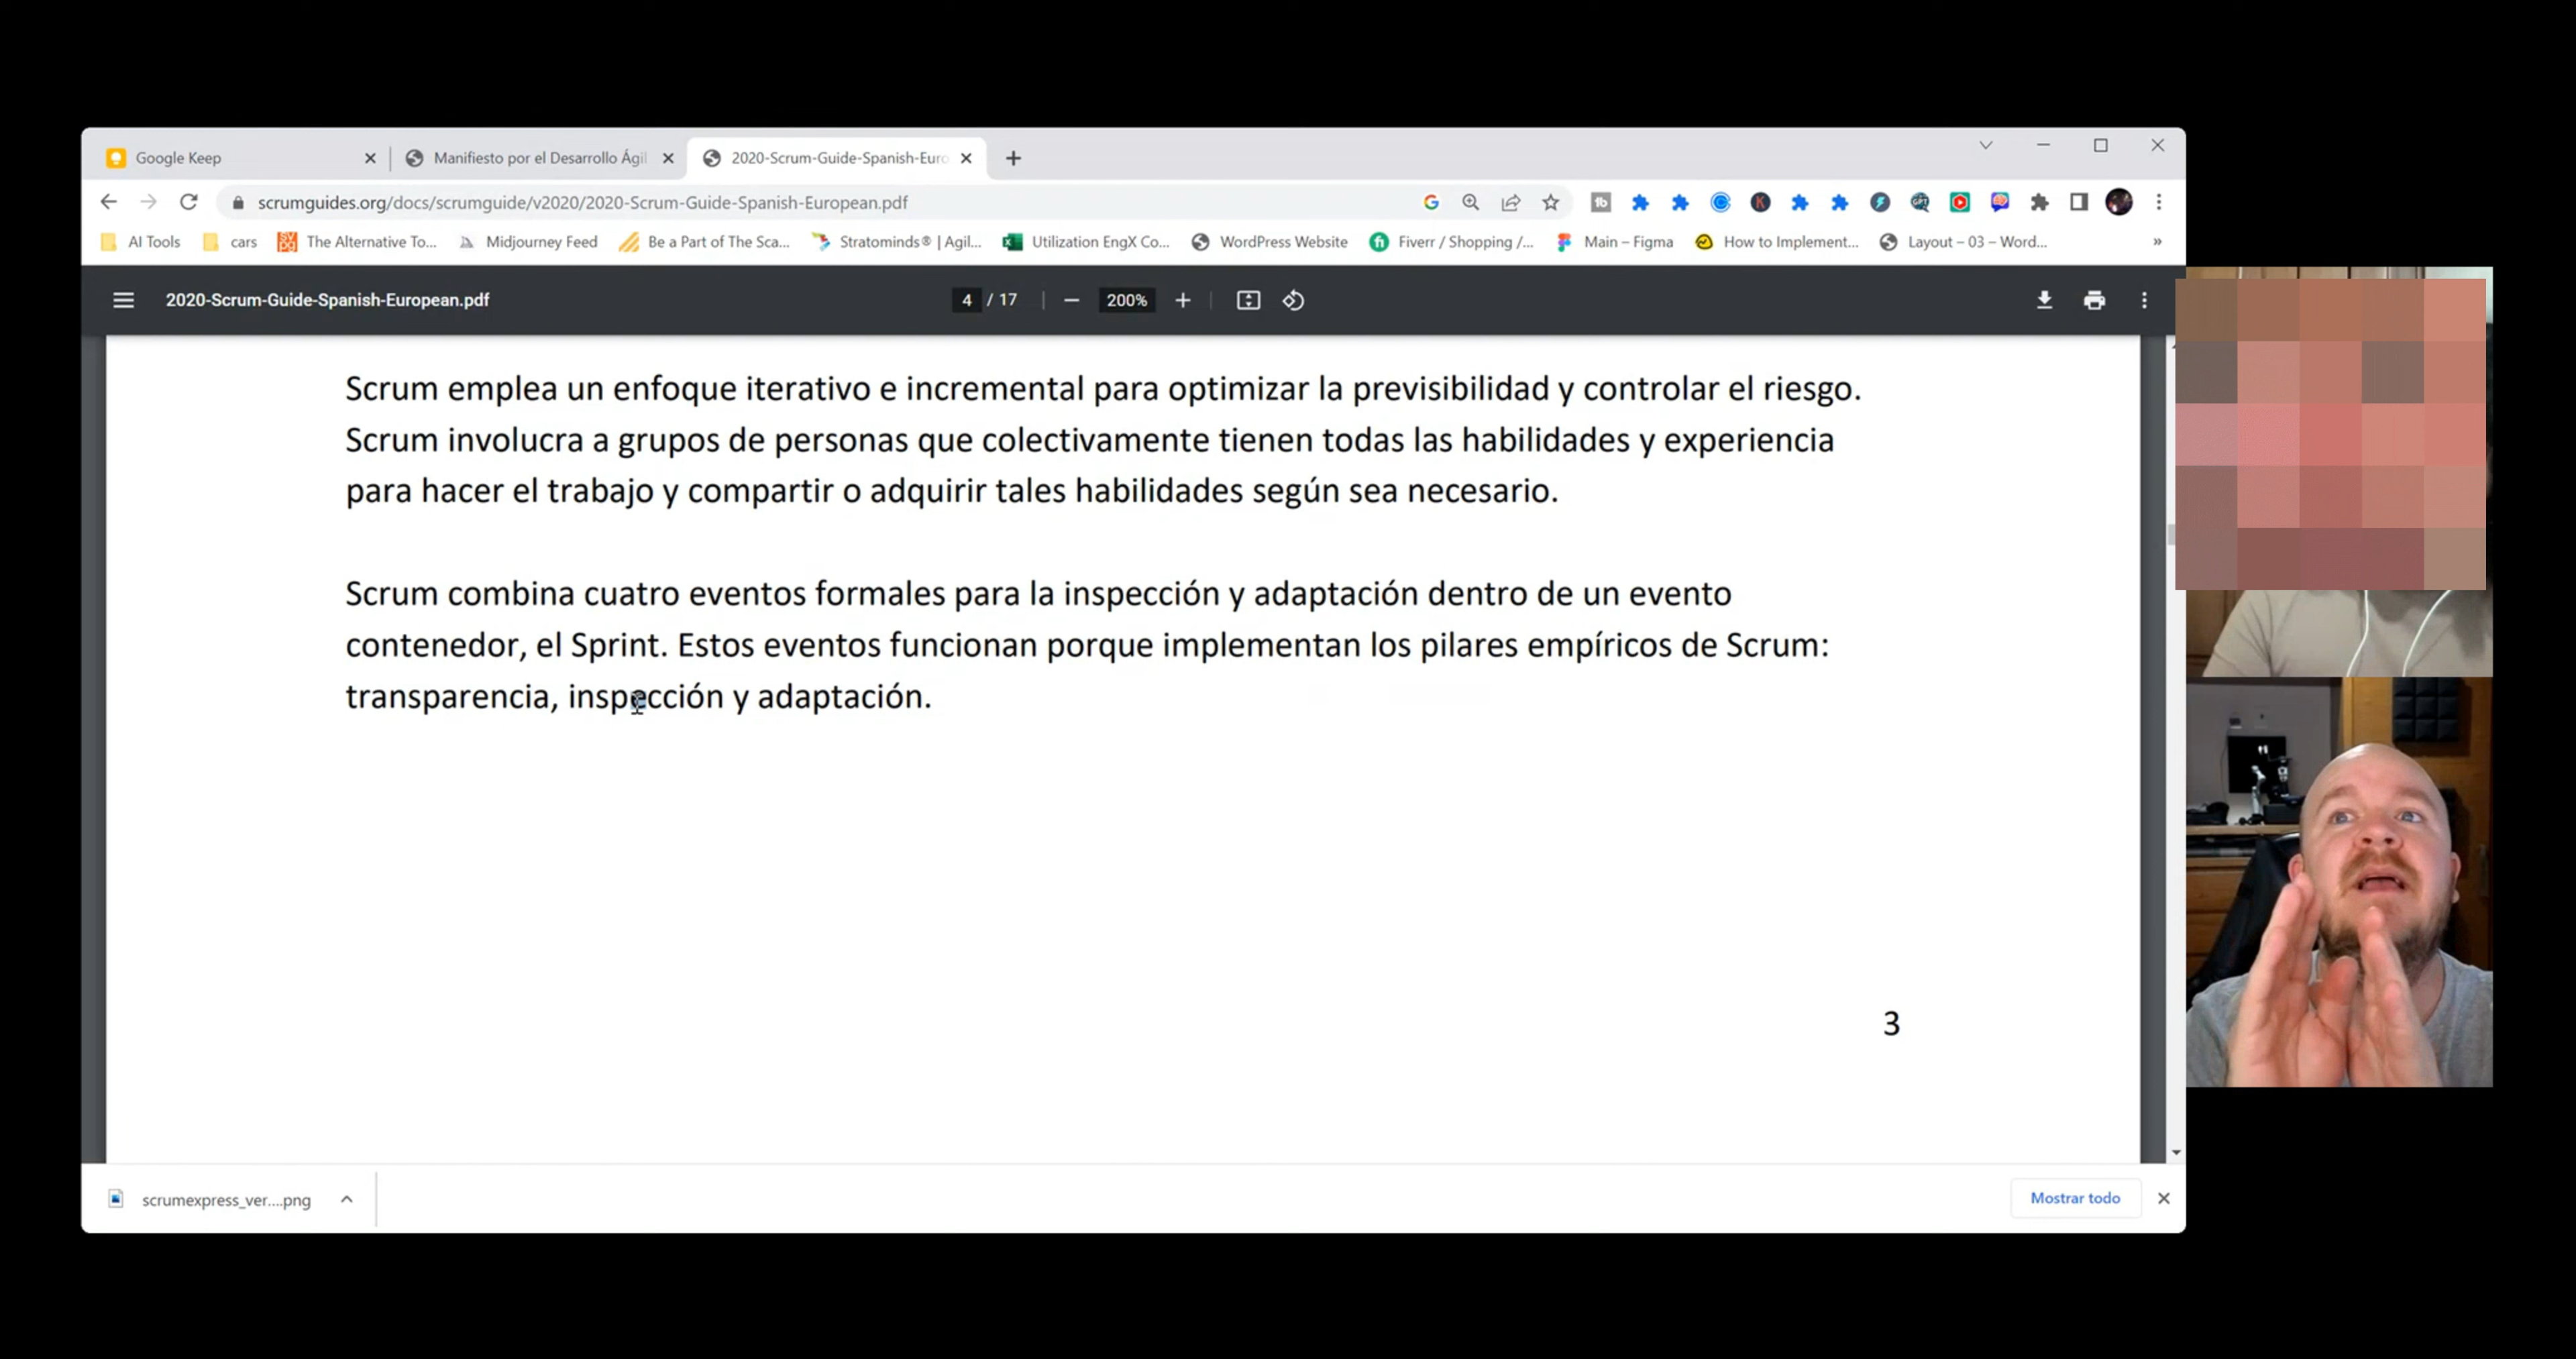 Google Keep
Manifiesto por el Desarrollo Ágil
2020-Scrum-Guide-Spanish-Euro
scrumguides.org/docs/scrumguide/v2020/2020-Scrum-Guide-Spanish-European.pdf
AI Tools
cars
The Alternative To...
Midjourney Feed
Be a Part of The Sca...
Stratominds® | Agil...
Utilization EngX Co...
WordPress Website
Fiverr / Shopping /...
Main – Figma
How to Implement...
Layout – 03 – Word...
2020-Scrum-Guide-Spanish-European.pdf
4 / 17
200%
Scrum emplea un enfoque iterativo e incremental para optimizar la previsibilidad y controlar el riesgo.
Scrum involucra a grupos de personas que colectivamente tienen todas las habilidades y experiencia
para hacer el trabajo y compartir o adquirir tales habilidades según sea necesario.
Scrum combina cuatro eventos formales para la inspección y adaptación dentro de un evento
contenedor, el Sprint. Estos eventos funcionan porque implementan los pilares empíricos de Scrum:
transparencia, inspección y adaptación.
3
scrumexpress_ver....png
Mostrar todo